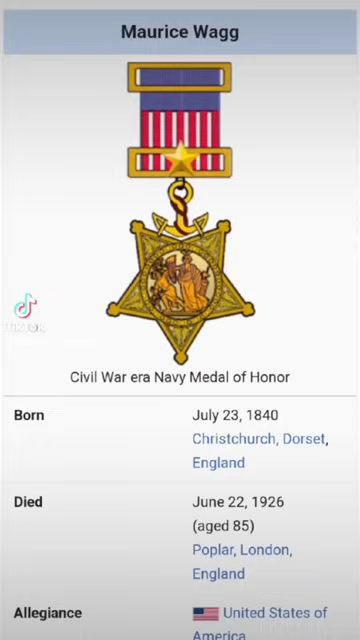 Maurice Wagg
TIKTOK
Civil War era Navy Medal of Honor
Born
July 23, 1840
Christchurch, Dorset,
England
Died
June 22, 1926
(aged 85)
Poplar, London,
England
Allegiance
United States of
America